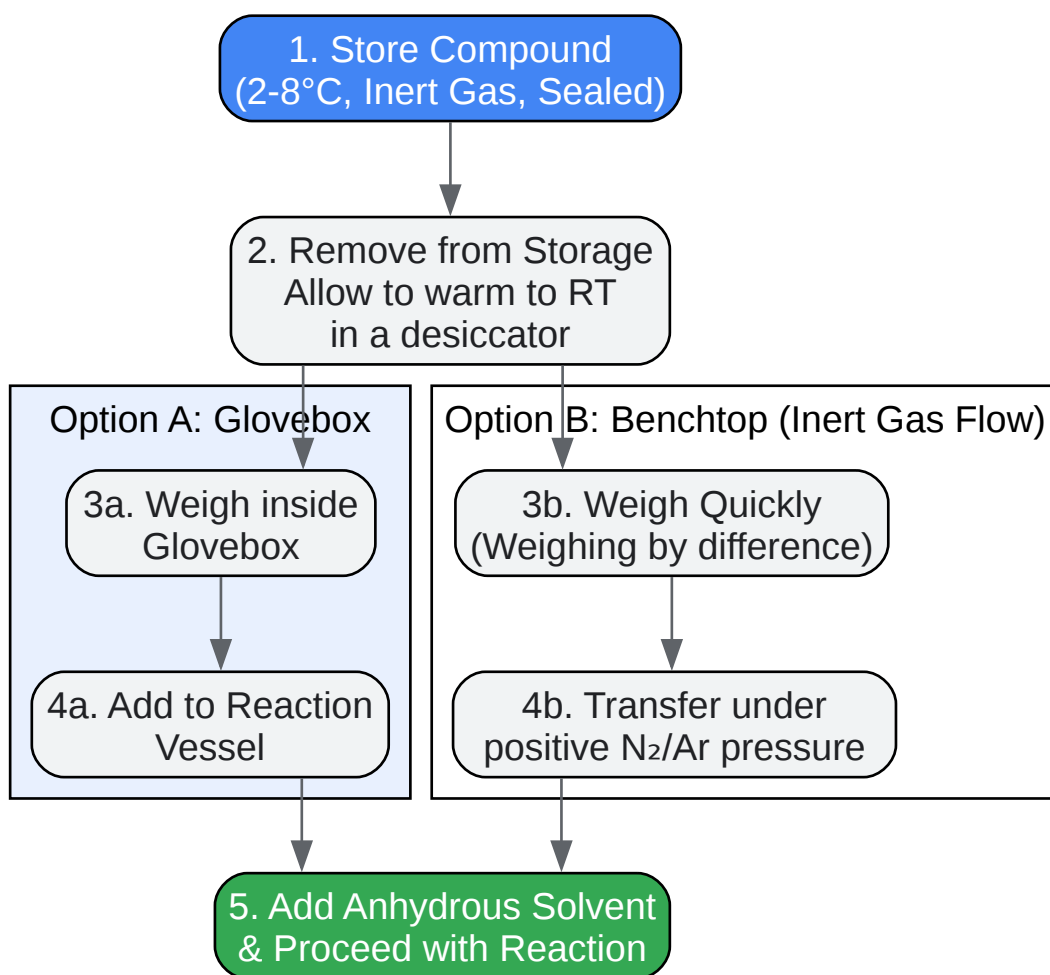 1. Store Compound
(2-8°C, Inert Gas, Sealed)
2. Remove from Storage
Allow to warm to RT
in a desiccator
Option A: Glovebox
3a. Weigh inside
Glovebox
4a. Add to Reaction
Vessel
Option B: Benchtop (Inert Gas Flow)
3b. Weigh Quickly
(Weighing by difference)
4b. Transfer under
positive N₂/Ar pressure
5. Add Anhydrous Solvent
& Proceed with Reaction